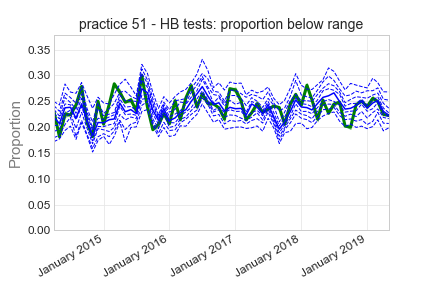 practice 51 - HB tests: proportion below range
Proportion
0.35
0.30
0.25
0.20
0.15
0.10
0.05
0.00
January 2015
January 2016
January 2017
January 2018
January 2019